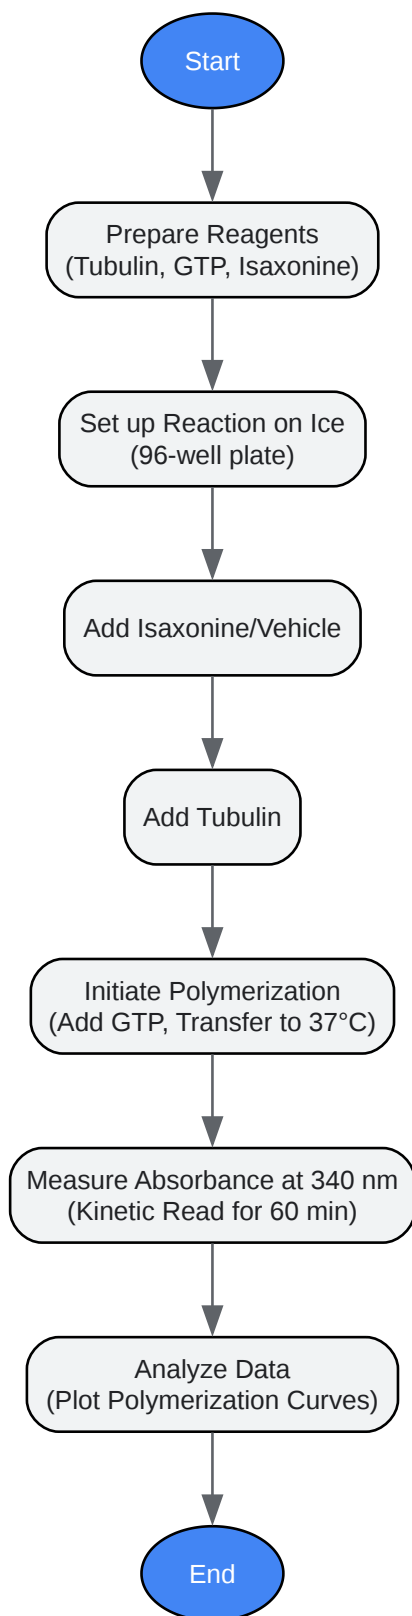 Start
Prepare Reagents
(Tubulin, GTP, Isaxonine)
Set up Reaction on Ice
(96-well plate)
Add Isaxonine/Vehicle
Add Tubulin
Initiate Polymerization
(Add GTP, Transfer to 37°C)
Measure Absorbance at 340 nm
(Kinetic Read for 60 min)
Analyze Data
(Plot Polymerization Curves)
End